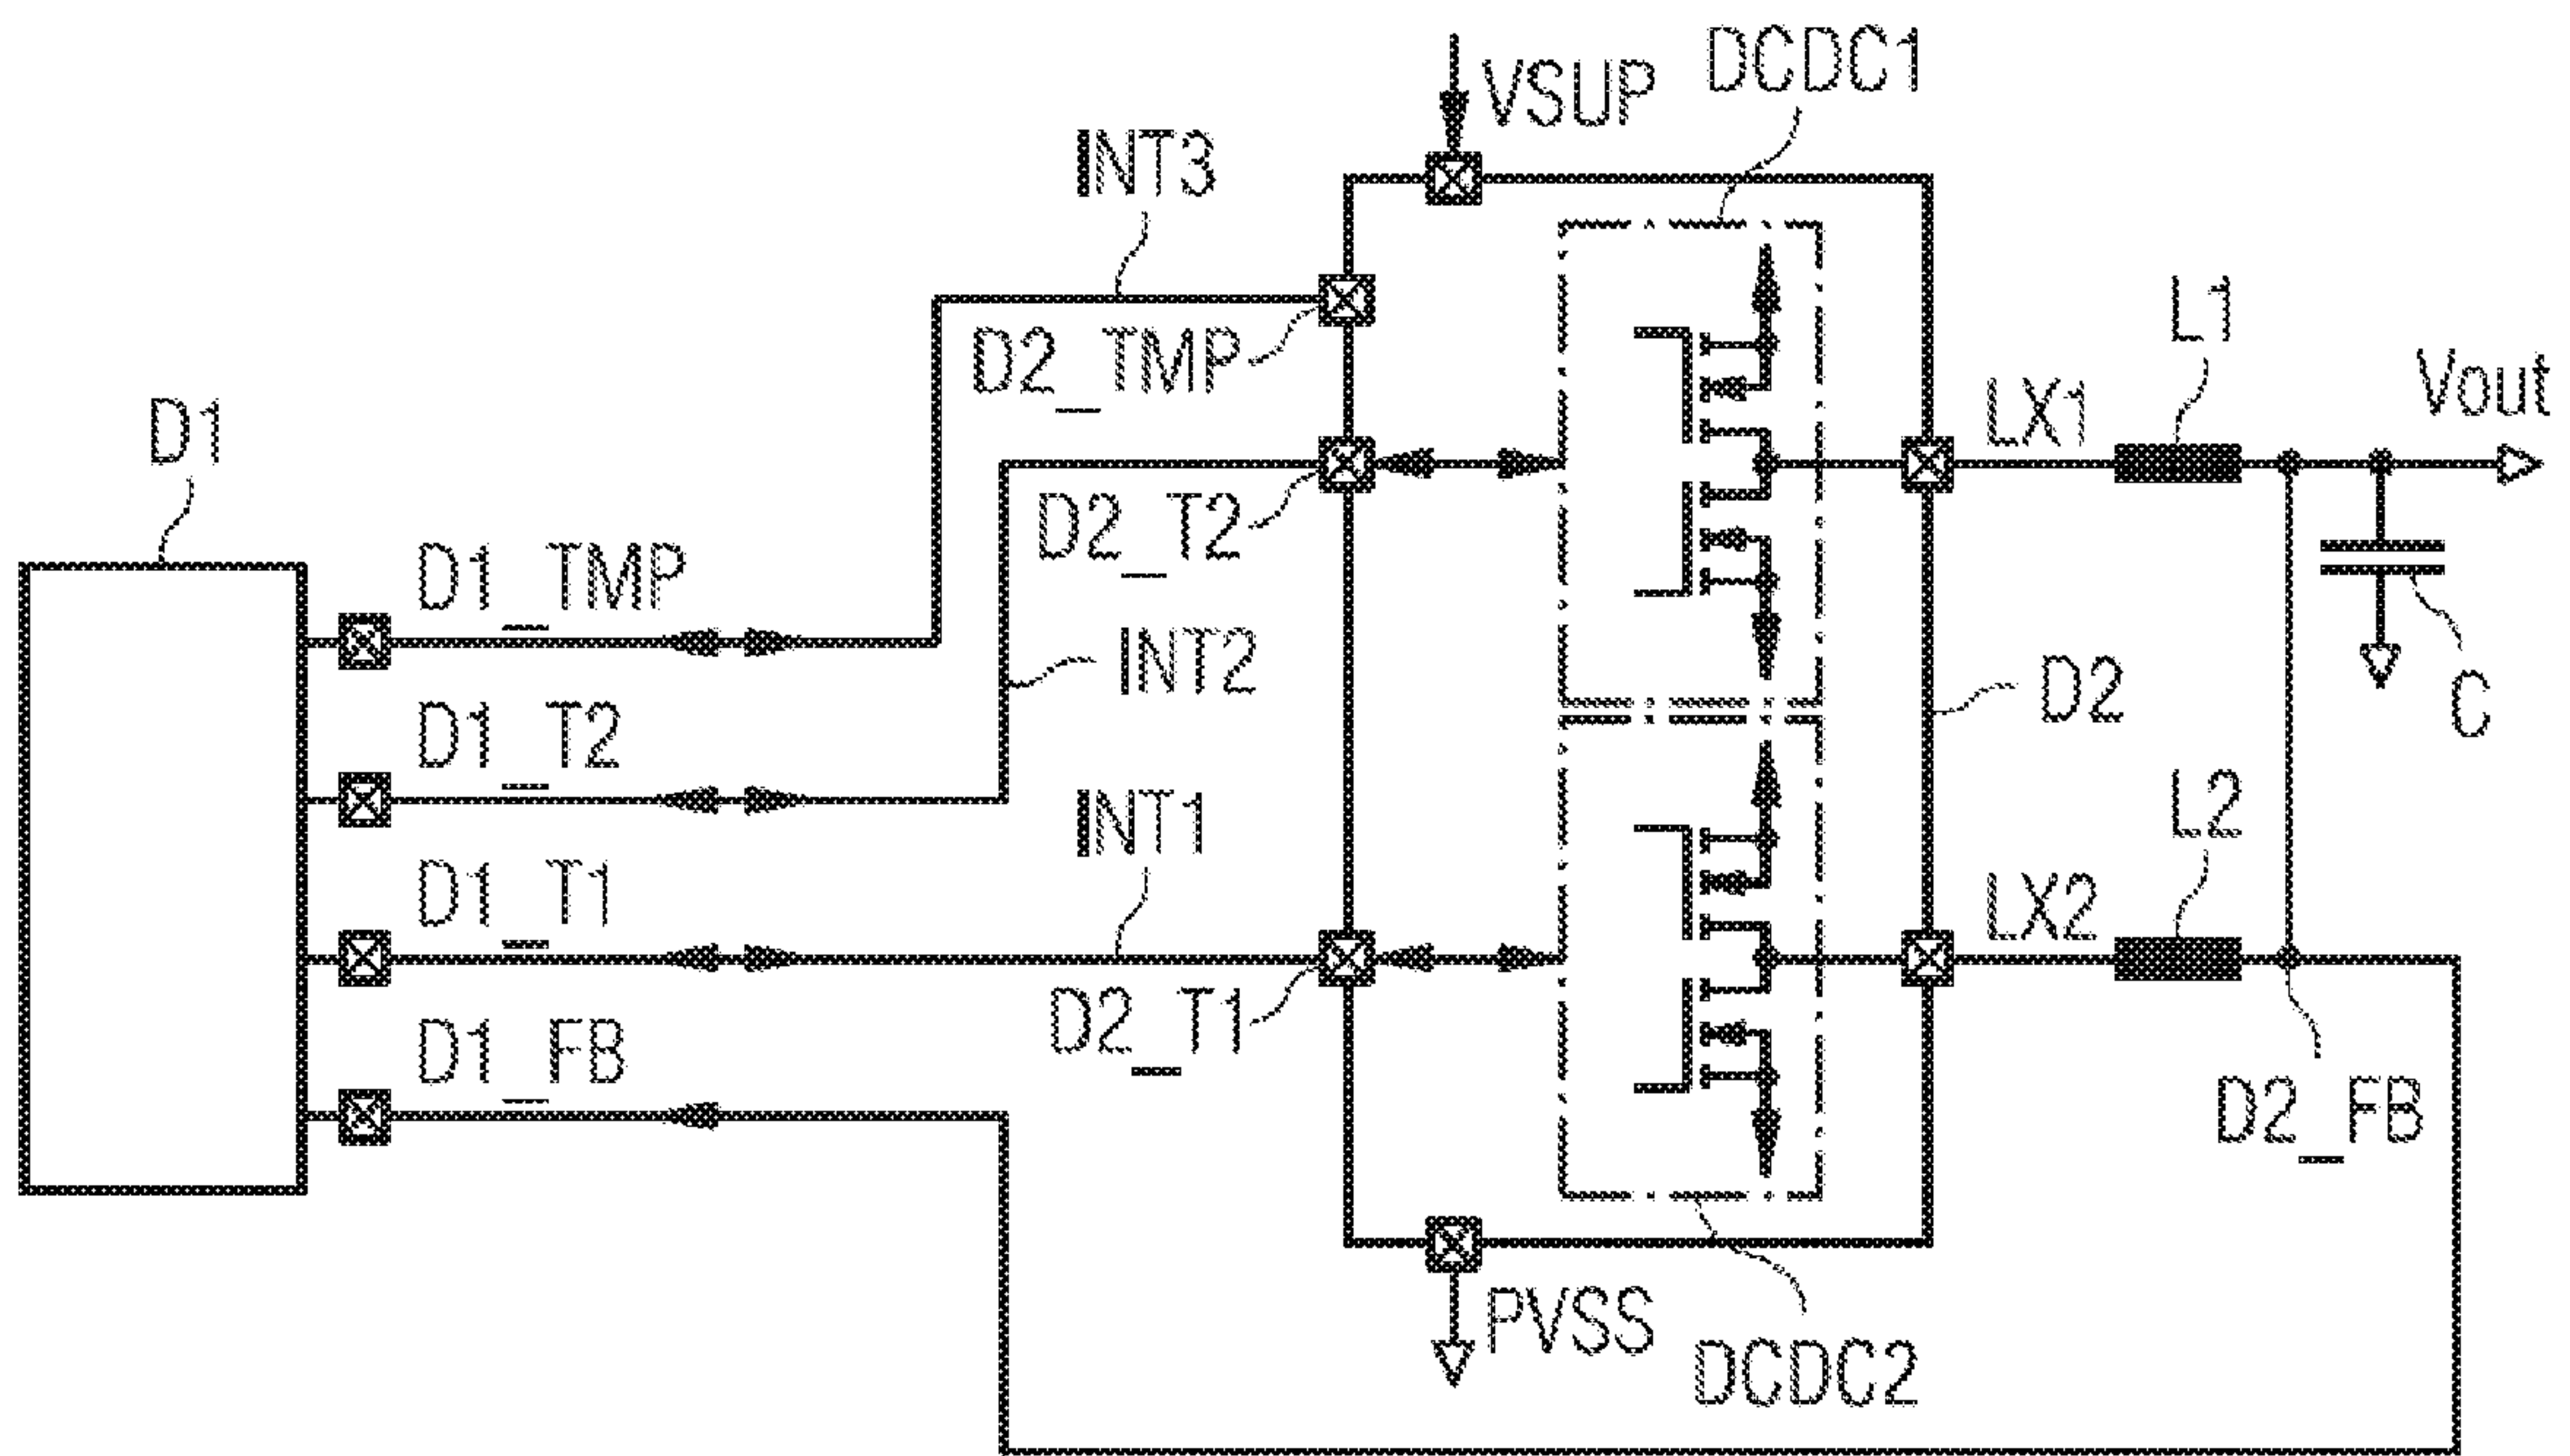 DCDC1
VSUP
INT3
L1
D2_TMP
Vout
LX1
D1
D2_T2
D1_TMP
INT2
D2
C
D1_T2
INT1
L2
D1_T1
LX2
D2_T1
D1_FB
D2_FB
PVSS
DCDC2